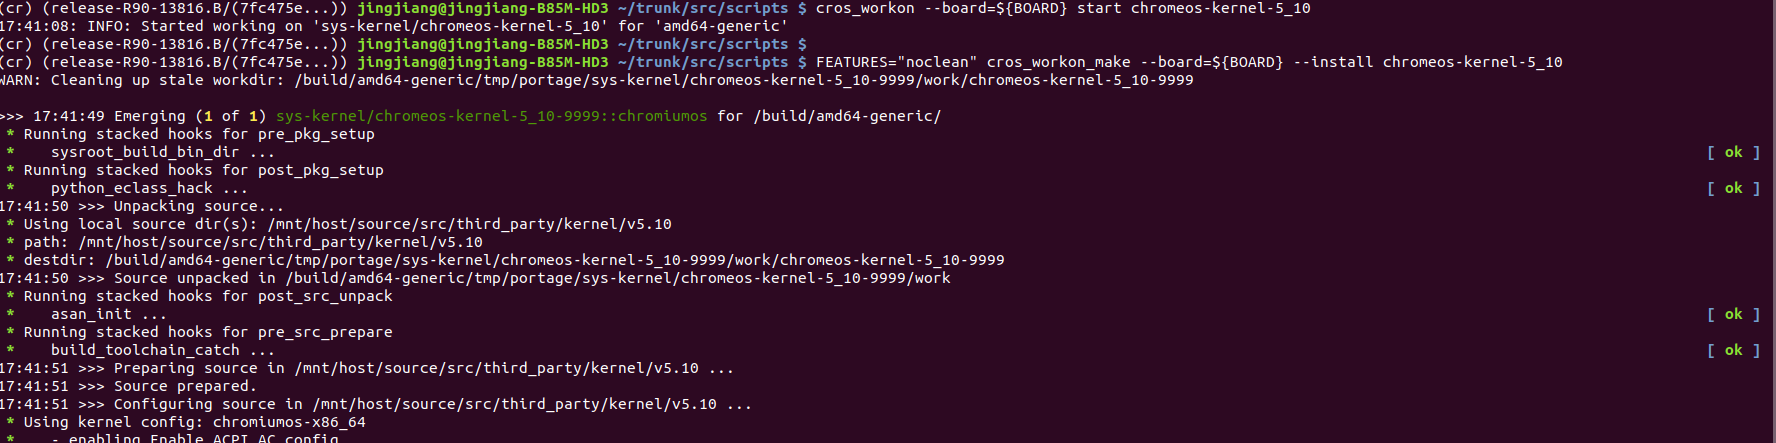 (cr) (release-R90-13816.B/(7fc475e...)) jingjiang@jingjiang-B85M-HD3 ~/trunk/src/scripts $ cros_workon --board=${BOARD} start chromeos-kernel-5_10
17:41:08: INFO: Started working on 'sys-kernel/chromeos-kernel-5_10' for 'amd64-generic'
(cr) (release-R90-13816.B/(7fc475e...)) jingjiang@jingjiang-B85M-HD3 ~/trunk/src/scripts $
(cr) (release-R90-13816.B/(7fc475e...)) jingjiang@jingjiang-B85M-HD3 ~/trunk/src/scripts $ FEATURES="noclean" cros_workon_make --board=${BOARD} --install chromeos-kernel-5_10
WARN: Cleaning up stale workdir: /build/amd64-generic/tmp/portage/sys-kernel/chromeos-kernel-5_10-9999/work/chromeos-kernel-5_10-9999
>>> 17:41:49 Emerging (1 of 1) sys-kernel/chromeos-kernel-5_10-9999::chromiumos for /build/amd64-generic/
* Running stacked hooks for pre_pkg_setup
*    sysroot_build_bin_dir ... [ ok ]
* Running stacked hooks for post_pkg_setup
*    python_eclass_hack ... [ ok ]
17:41:50 >>> Unpacking source...
* Using local source dir(s): /mnt/host/source/src/third_party/kernel/v5.10
* path: /mnt/host/source/src/third_party/kernel/v5.10
* destdir: /build/amd64-generic/tmp/portage/sys-kernel/chromeos-kernel-5_10-9999/work/chromeos-kernel-5_10-9999
17:41:50 >>> Source unpacked in /build/amd64-generic/tmp/portage/sys-kernel/chromeos-kernel-5_10-9999/work
* Running stacked hooks for post_src_unpack
*    asan_init ... [ ok ]
* Running stacked hooks for pre_src_prepare
*    build_toolchain_catch ... [ ok ]
17:41:51 >>> Preparing source in /mnt/host/source/src/third_party/kernel/v5.10 ...
17:41:51 >>> Source prepared.
17:41:51 >>> Configuring source in /mnt/host/source/src/third_party/kernel/v5.10 ...
* Using kernel config: chromiumos-x86_64
*    - enabling Enable ACPI AC config